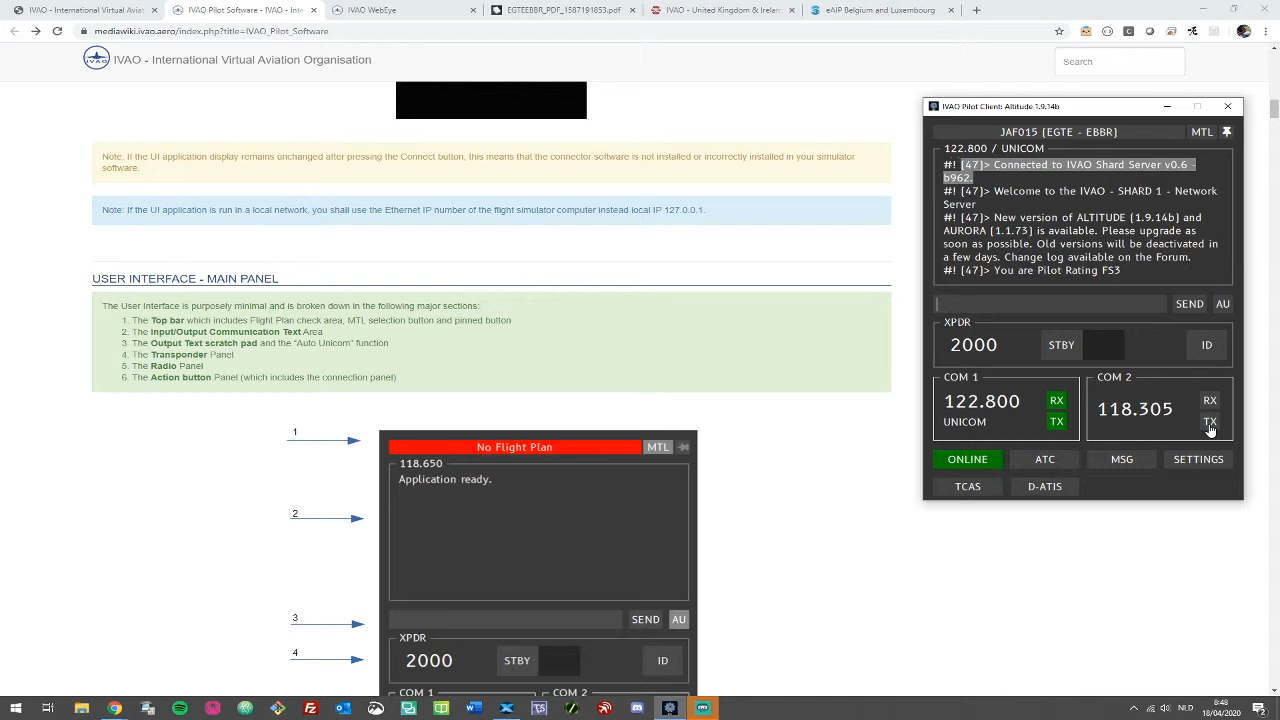 IVAO - International Virtual Aviati
IVAO Pilot Software - IVAO - Inte
IVAO WebEye
EGTEEBBR_PDF_1587191853.pdf
IVAO - United Kingdom & Ireland
eAIP Belgium and Luxembourg
mediawiki.ivao.aero/index.php?title=IVAO_Pilot_Software
IVAO - International Virtual Aviation Organisation
Search
Note: If the UI application display remains unchanged after pressing the Connect button, this means that the connector software is not installed or incorrectly installed in your simulator
software.
Note: If the UI application is run in a local network, you shall use the Ethernet IP number of the flight simulator computer instead local IP 127.0.0.1.
USER INTERFACE - MAIN PANEL
The User Interface is purposely minimal and is broken down in the following major sections:
1. The Top bar which includes Flight Plan check area, MTL selection button and pinned button
2. The Input/Output Communication Text Area
3. The Output Text scratch pad and the "Auto Unicom" function
4. The Transponder Panel
5. The Radio Panel
6. The Action button Panel (which includes the connection panel)
1
No Flight Plan
MTL
118.650
Application ready.
2
3
SEND
AU
XPDR
4
2000
STBY
ID
COM 1
COM 2
IVAO Pilot Client: Altitude 1.9.14b
JAF015 [EGTE - EBBR]
MTL
122.800 / UNICOM
#! [47]> Connected to IVAO Shard Server v0.6 -
b962.
#! [47]> Welcome to the IVAO - SHARD 1 - Network
Server
#! [47]> New version of ALTITUDE [1.9.14b] and
AURORA [1.1.73] is available. Please upgrade as
soon as possible. Old versions will be deactivated in
a few days. Change log available on the Forum.
#! [47]> You are Pilot Rating FS3
SEND
AU
XPDR
2000
STBY
ID
COM 1
COM 2
122.800
RX
118.305
RX
UNICOM
TX
TX
ONLINE
ATC
MSG
SETTINGS
TCAS
D-ATIS
NLD
8:48
18/04/2020
2